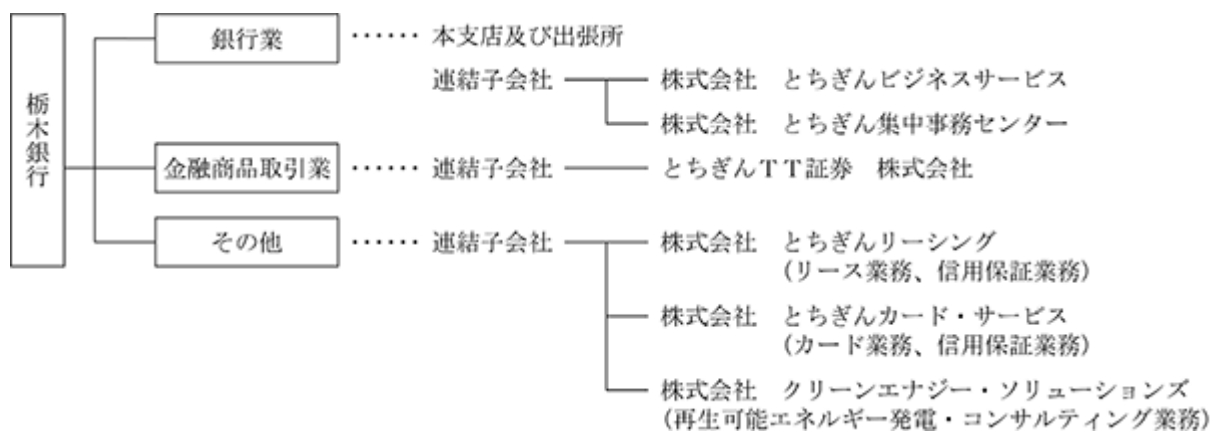 栃木銀行
銀行業 ‥‥‥ 本支店及び出張所
連結子会社
株式会社 とちぎんビジネスサービス
株式会社 とちぎん集中事務センター
金融商品取引業 ‥‥‥ 連結子会社
とちぎんTT証券 株式会社
その他 ‥‥‥ 連結子会社
株式会社 とちぎんリーシング
(リース業務、信用保証業務)
株式会社 とちぎんカード・サービス
(カード業務、信用保証業務)
株式会社 クリーンエナジー・ソリューションズ
(再生可能エネルギー発電・コンサルティング業務)